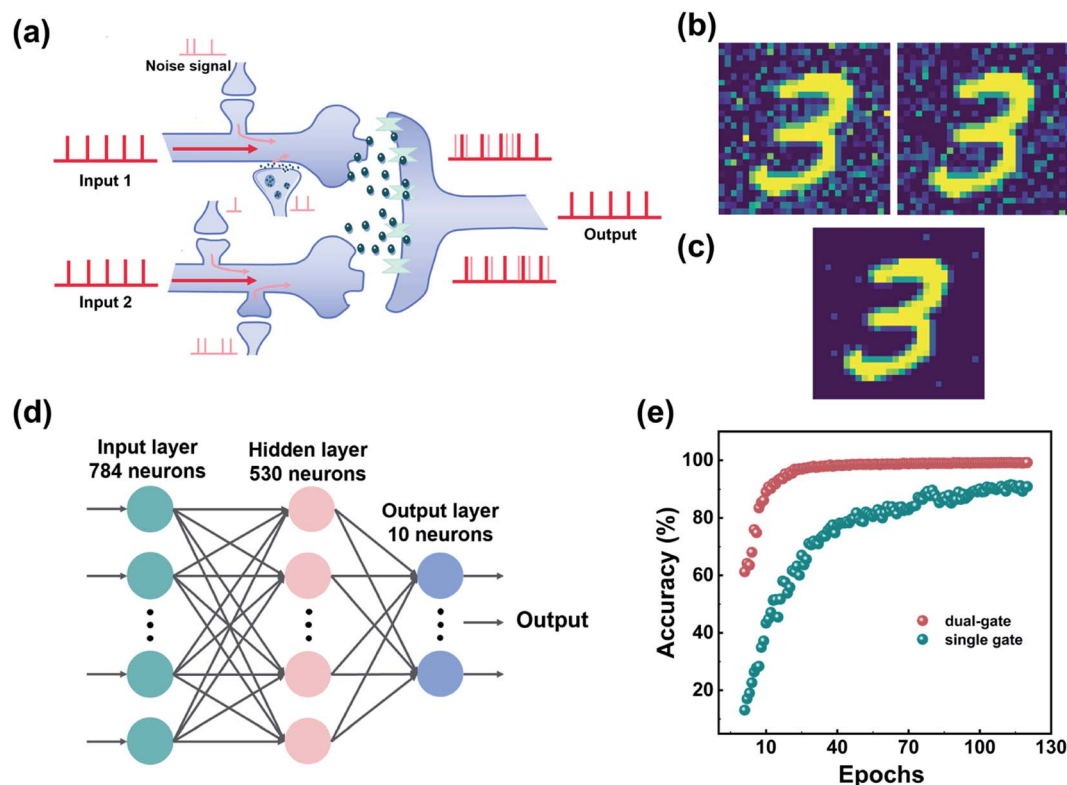 (a)
Noise signal
Input 1
Input 2
Output
(b)
(c)
(d)
Input layer
784 neurons
Hidden layer
530 neurons
Output layer
10 neurons
Output
(e)
Accuracy (%)
100
80
60
40
20
dual-gate
single gate
10
40
70
100
130
Epochs